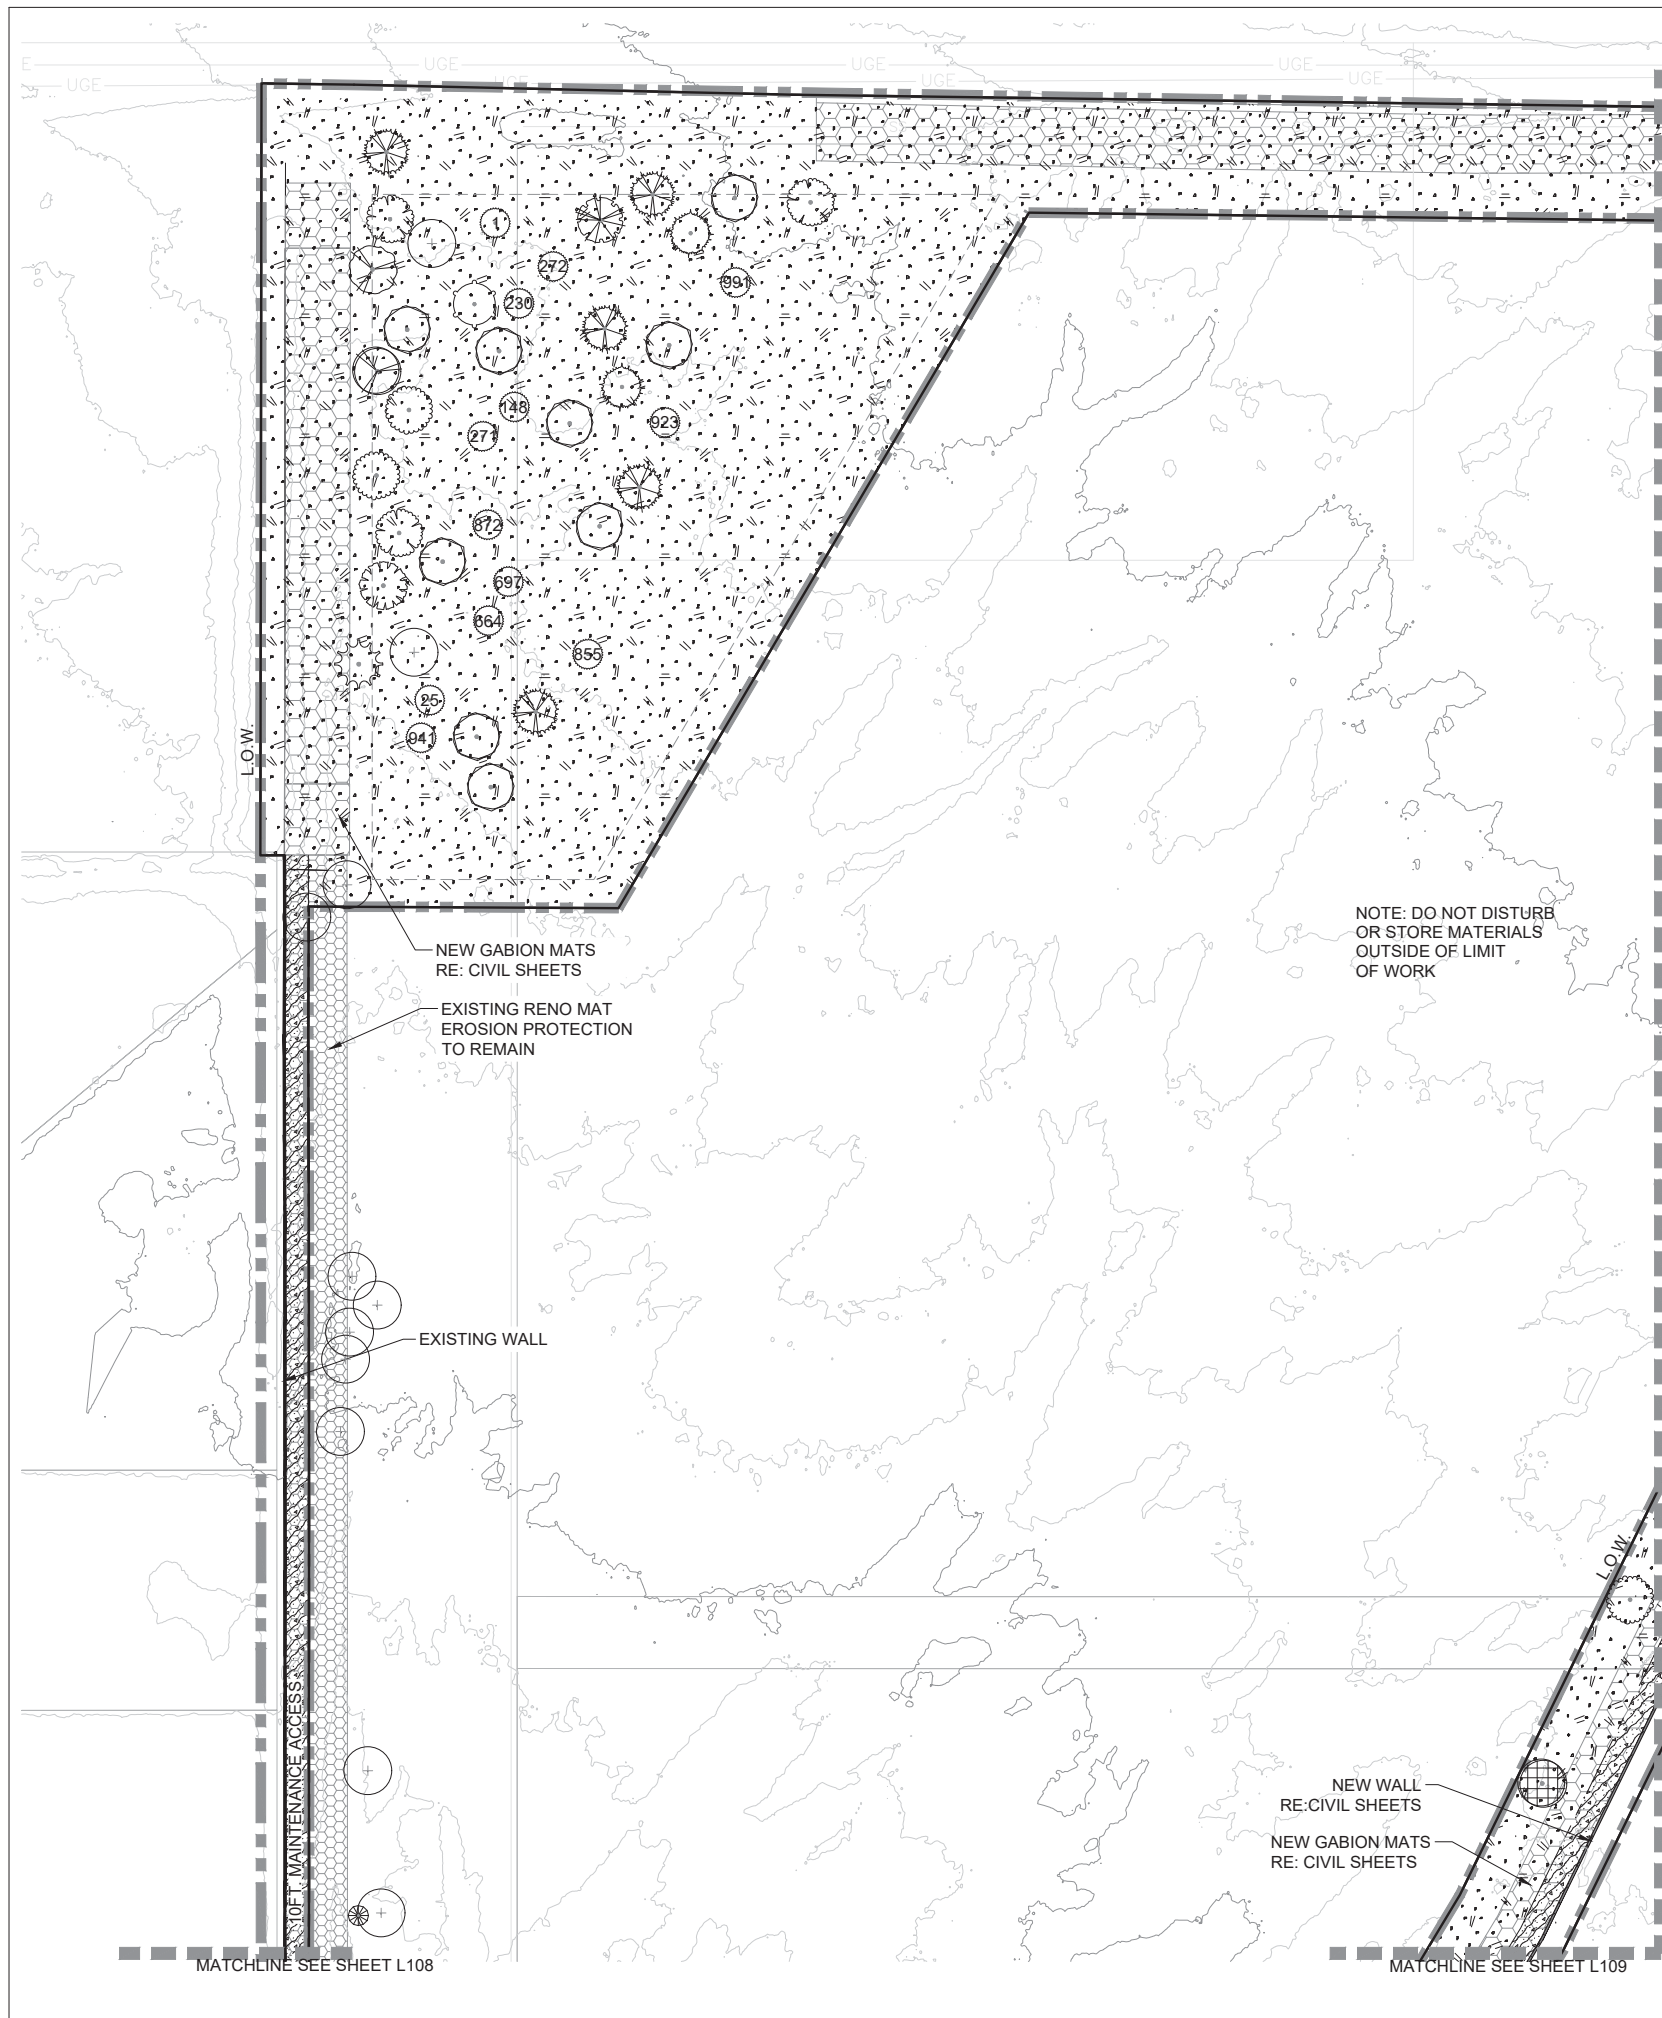 E
UGE
UGE
UGE
UGE
UGE
UGE
UGE
1
272
991
230
148
923
271
872
697
664
855
25
941
L.O.W.
NOTE: DO NOT DISTURB
OR STORE MATERIALS
OUTSIDE OF LIMIT
OF WORK
NEW GABION MATS
RE: CIVIL SHEETS
EXISTING RENO MAT
EROSION PROTECTION
TO REMAIN
EXISTING WALL
L.O.W.
10FT. MAINTENANCE ACCESS
NEW WALL
RE:CIVIL SHEETS
NEW GABION MATS
RE: CIVIL SHEETS
MATCHLINE SEE SHEET L108
MATCHLINE SEE SHEET L109